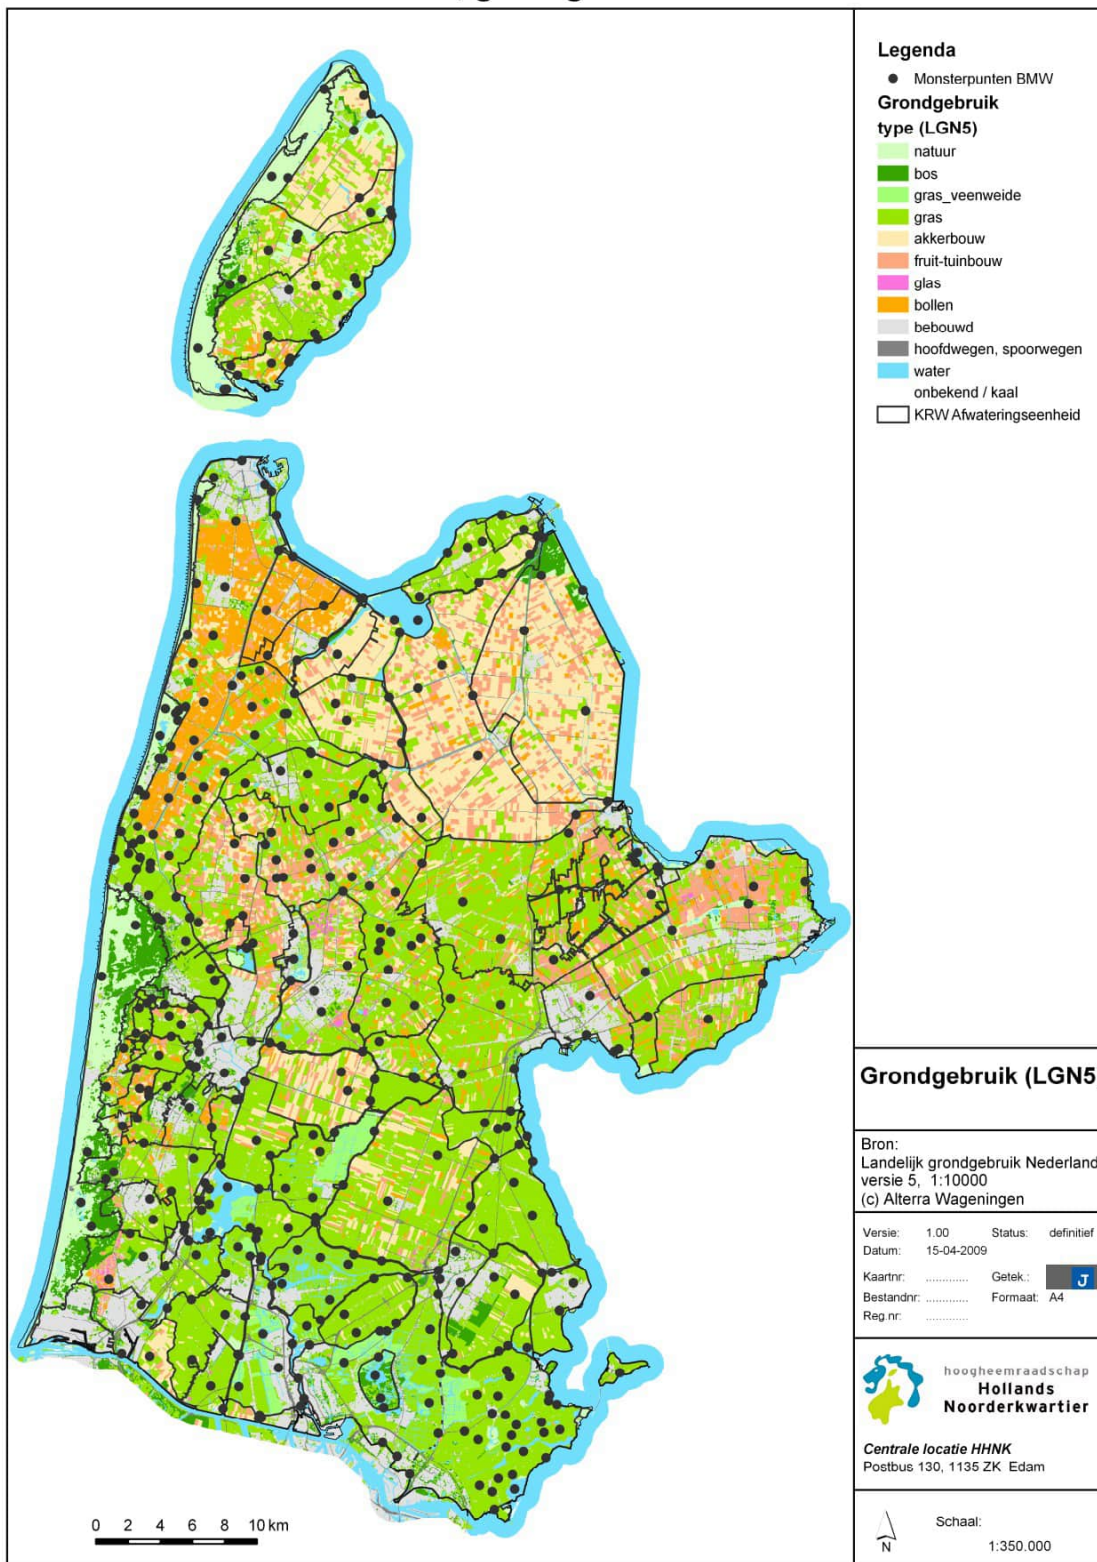 Legenda
Monsterpunten BMW
Grondgebruik
type (LGN5)
natuur
bos
gras_veenweide
gras
akkerbouw
fruit-tuinbouw
glas
bollen
bebouwd
hoofdwegen, spoorwegen
water
onbekend / kaal
KRW Afwateringseenheid
Grondgebruik (LGN5
Bron:
Landelijk grondgebruik Nederland
versie 5, 1:10000
(c) Alterra Wageningen
Versie: 1.00 Status: definitief
Datum: 15-04-2009
Kaartnr: ............. Getek.: J
Bestandnr: ............. Formaat: A4
Reg.nr: .............
hoogheemraadschap
Hollands
Noorderkwartier
Centrale locatie HHNK
Postbus 130, 1135 ZK Edam
Schaal:
N 1:350.000
0 2 4 6 8 10 km